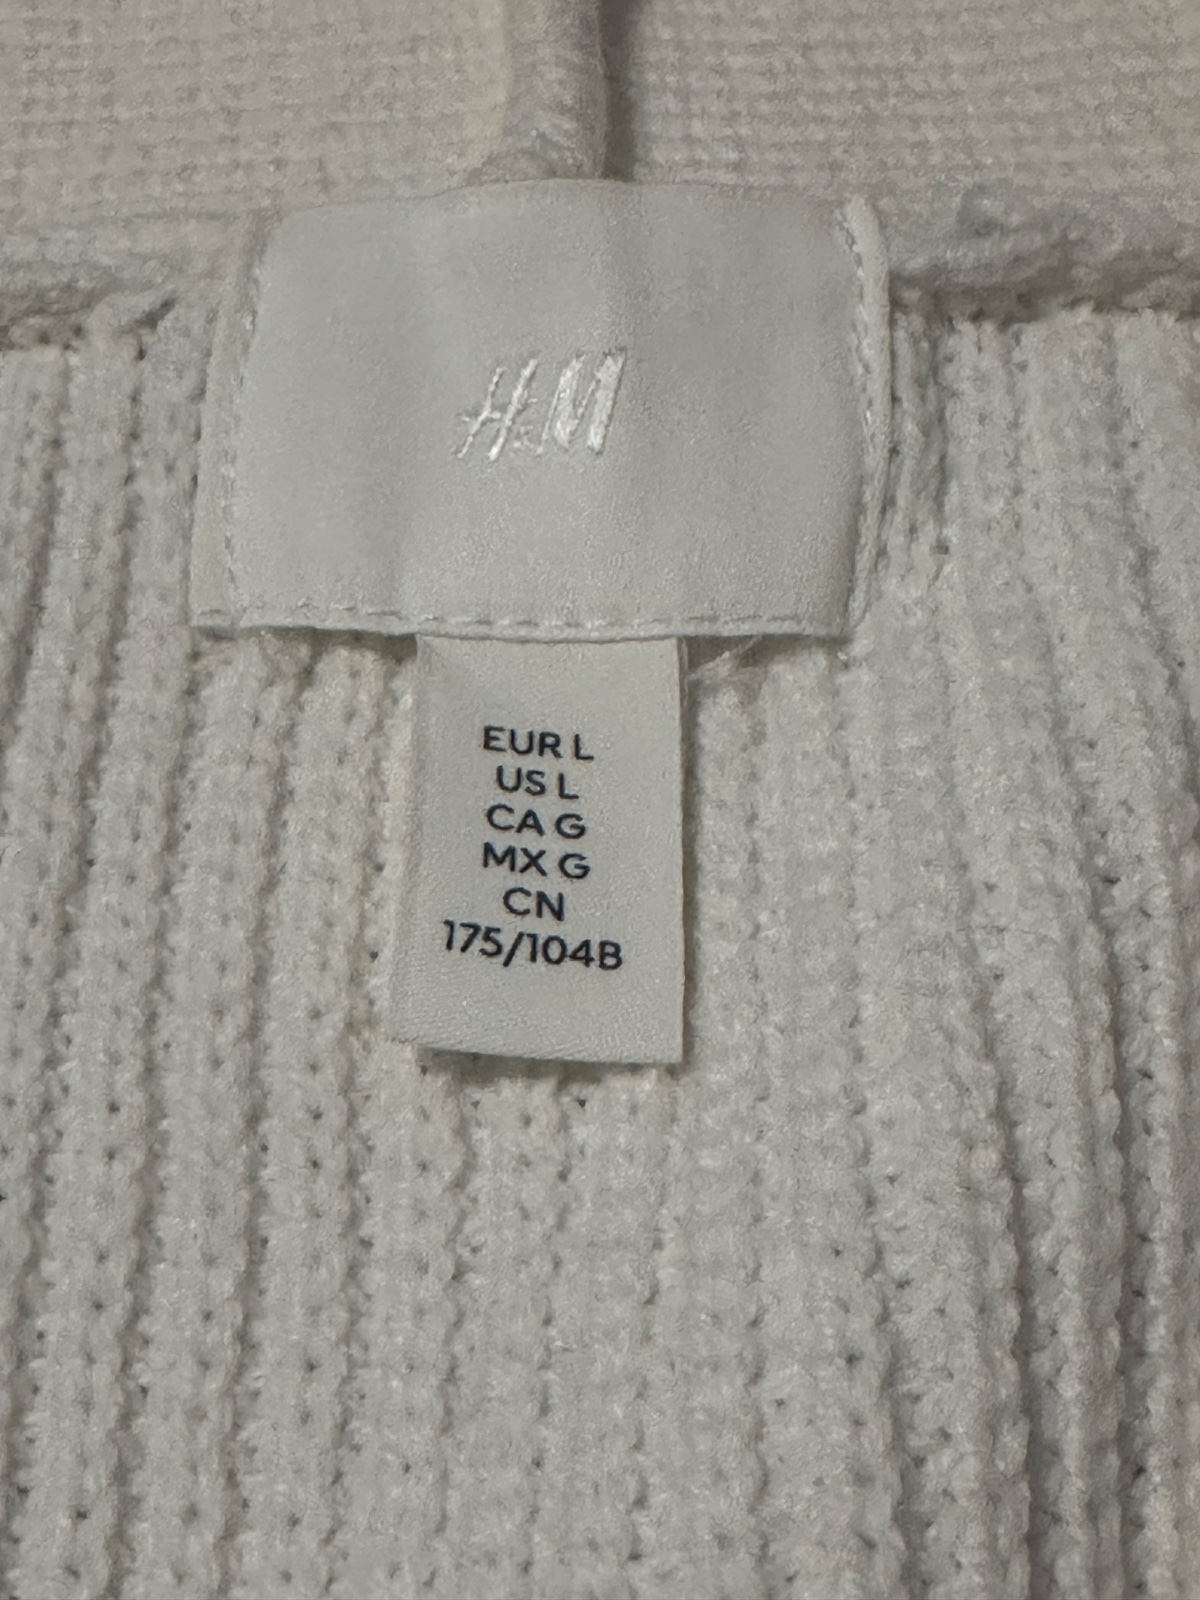 H&M
EUR L
US L
CA G
MX G
CN
175/104B